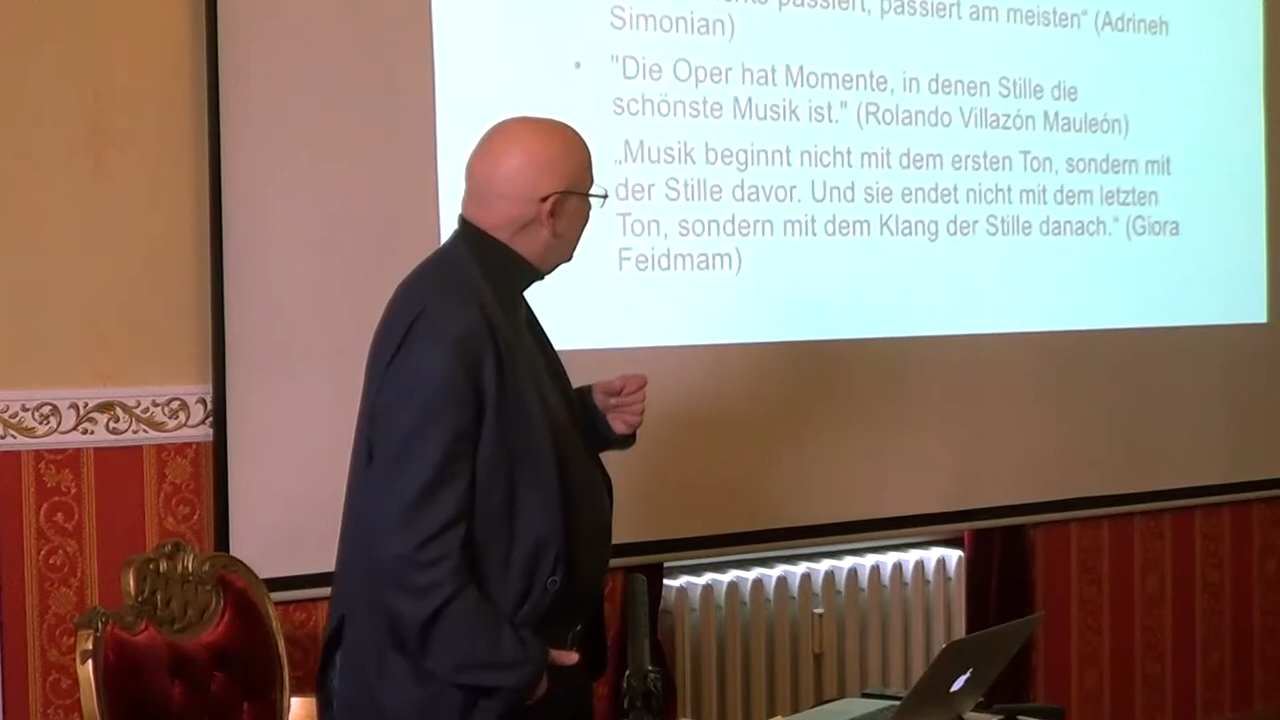 passiert, passiert am meisten“ (Adrineh
Simonian)
• "Die Oper hat Momente, in denen Stille die
schönste Musik ist." (Rolando Villazón Mauleón)
„Musik beginnt nicht mit dem ersten Ton, sondern mit
der Stille davor. Und sie endet nicht mit dem letzten
Ton, sondern mit dem Klang der Stille danach.“ (Giora
Feidmam)